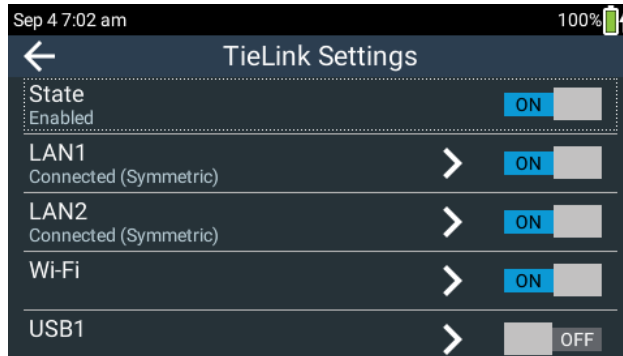 Sep 4 7:02 am 100%
TieLink Settings
State
ON
Enabled
LAN1
ON
Connected (Symmetric)
LAN2
ON
Connected (Symmetric)
Wi-Fi
ON
USB1
OFF